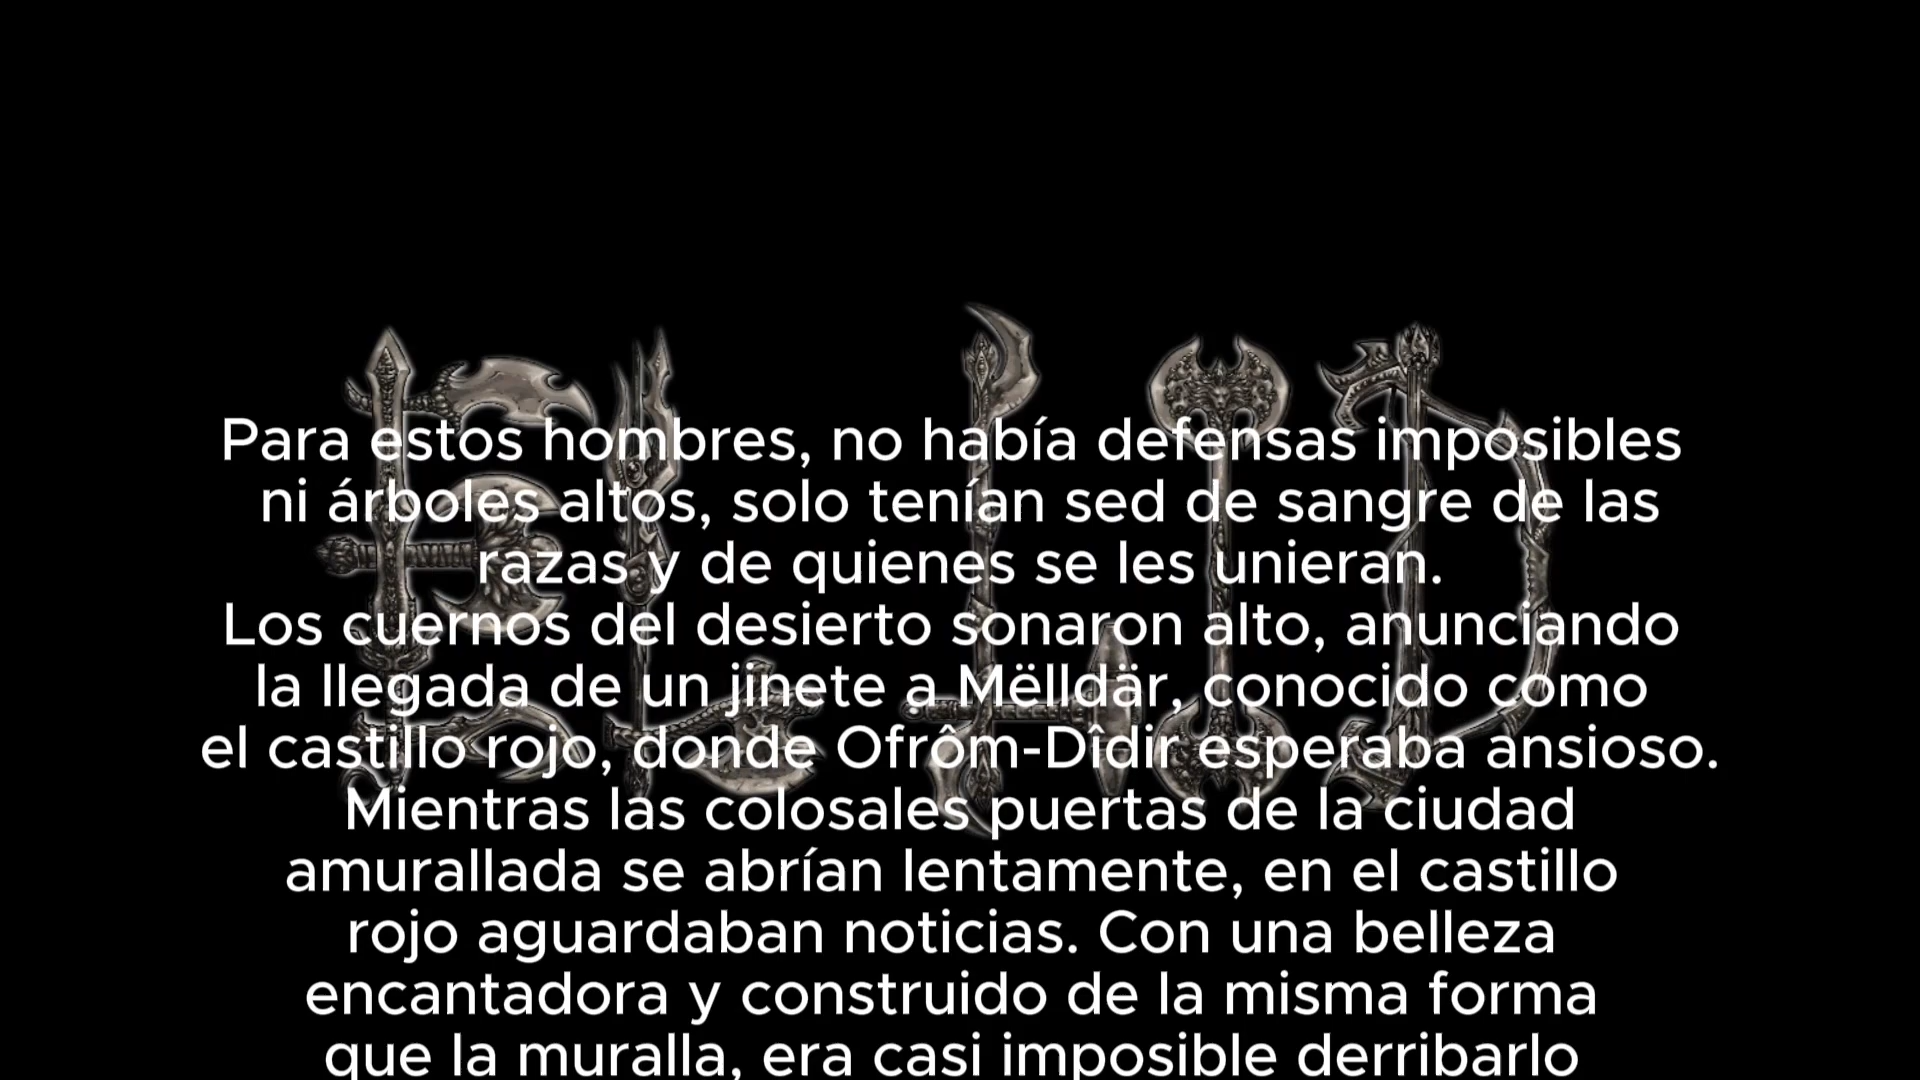 Para estos hombres, no había defensas imposibles
ni árboles altos, solo tenían sed de sangre de las
razas y de quienes se les unieran.
Los cuernos del desierto sonaron alto, anunciando
la llegada de un jinete a Mëlldär, conocido como
el castillo rojo, donde Ofrôm-Dîdir esperaba ansioso.
Mientras las colosales puertas de la ciudad
amurallada se abrían lentamente, en el castillo
rojo aguardaban noticias. Con una belleza
encantadora y construido de la misma forma
que la muralla, era casi imposible derribarlo